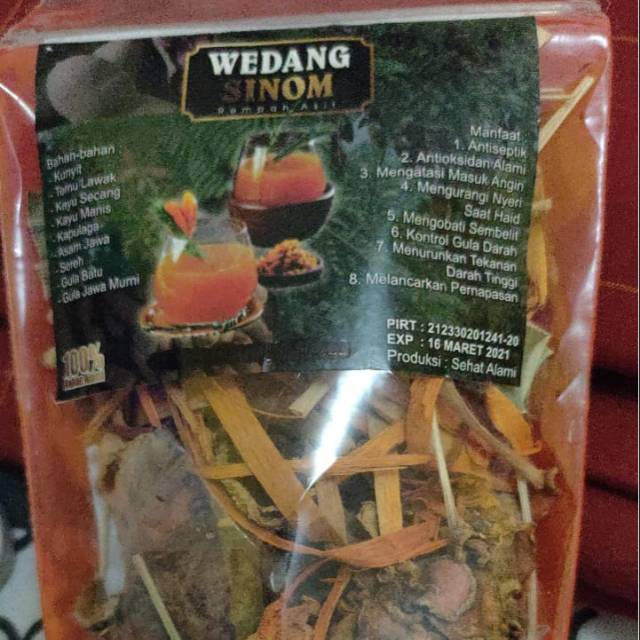 WEDANG
SINOM
Rempah Asli
Bahan-bahan
- Kunyit
- Temu Lawak
- Kayu Secang
- Kayu Manis
- Kapulaga
- Asam Jawa
- Sereh
- Gula Batu
- Gula Jawa Murni
100%
Manfaat
1. Antiseptik
2. Antioksidan Alami
3. Mengatasi Masuk Angin
4. Mengurangi Nyeri
Saat Haid
5. Mengobati Sembelit
6. Kontrol Gula Darah
7. Menurunkan Tekanan
Darah Tinggi
8. Melancarkan Pernapasan
PIRT : 212330201241-20
EXP : 16 MARET 2021
Produksi : Sehat Alami